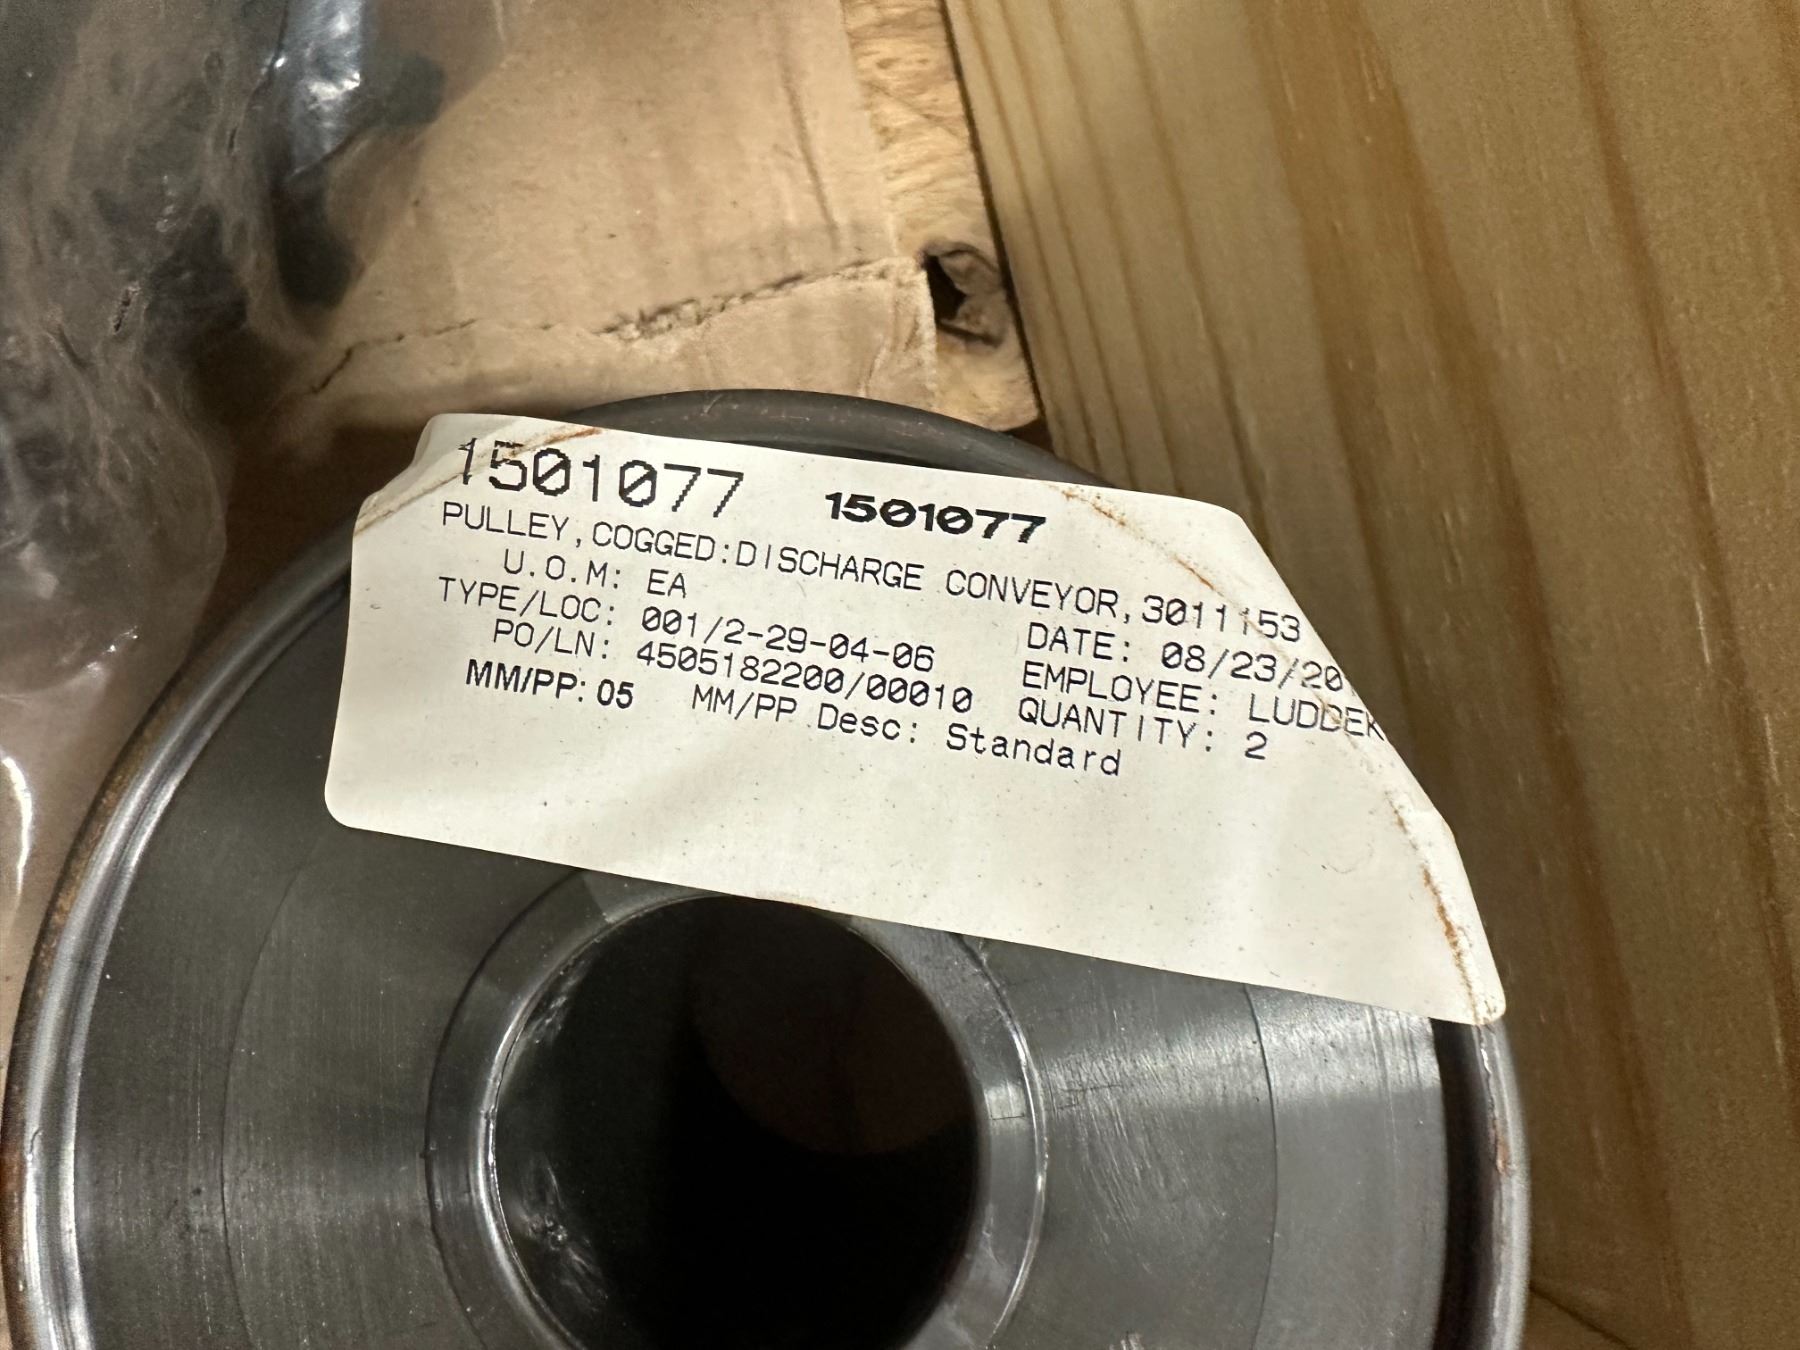 1501077 1501077
PULLEY,COGGED:DISCHARGE CONVEYOR,3011153
U.O.M: EA DATE: 08/23/20
TYPE/LOC: 001/2-29-04-06 EMPLOYEE: LUDDEK
PO/LN: 4505182200/00010 QUANTITY: 2
MM/PP: 05 MM/PP Desc: Standard